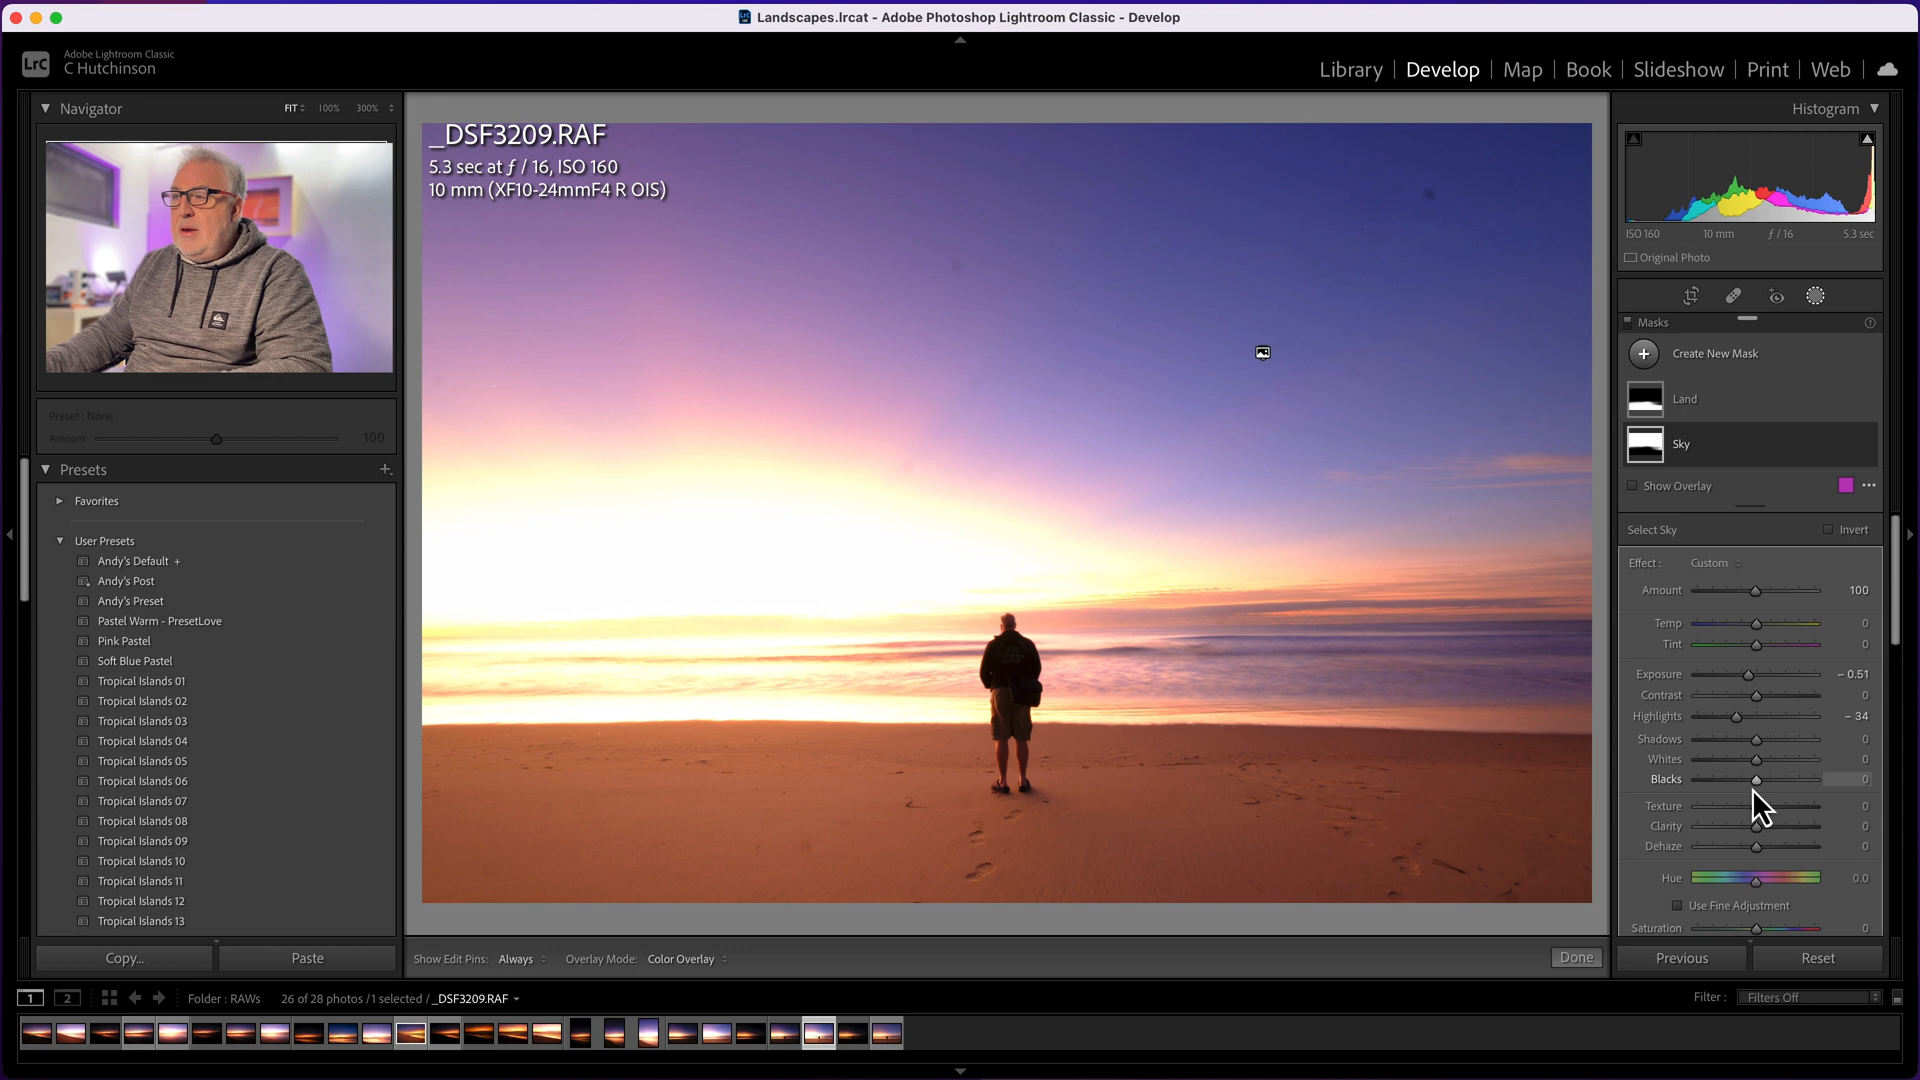 Landscapes.lrcat - Adobe Photoshop Lightroom Classic - Develop
LrC
Adobe Lightroom Classic
C Hutchinson
Library | Develop | Map | Book | Slideshow | Print | Web
Navigator
FIT 100% 300%
Preset : None
Amount 100
Presets
Favorites
User Presets
Andy's Default +
Andy's Post
Andy's Preset
Pastel Warm - PresetLove
Pink Pastel
Soft Blue Pastel
Tropical Islands 01
Tropical Islands 02
Tropical Islands 03
Tropical Islands 04
Tropical Islands 05
Tropical Islands 06
Tropical Islands 07
Tropical Islands 08
Tropical Islands 09
Tropical Islands 10
Tropical Islands 11
Tropical Islands 12
Tropical Islands 13
Copy...
Paste
_DSF3209.RAF
5.3 sec at ƒ / 16, ISO 160
10 mm (XF10-24mmF4 R OIS)
Show Edit Pins: Always Overlay Mode: Color Overlay
Done
Histogram
ISO 160 10 mm ƒ / 16 5.3 sec
Original Photo
Masks
Create New Mask
Land
Sky
Show Overlay
Select Sky Invert
Effect : Custom
Amount 100
Temp 0
Tint 0
Exposure – 0.51
Contrast 0
Highlights – 34
Shadows 0
Whites 0
Blacks 0
Texture 0
Clarity 0
Dehaze 0
Hue 0.0
Use Fine Adjustment
Saturation 0
Previous
Reset
1 2 Folder : RAWs 26 of 28 photos / 1 selected / _DSF3209.RAF
Filter : Filters Off